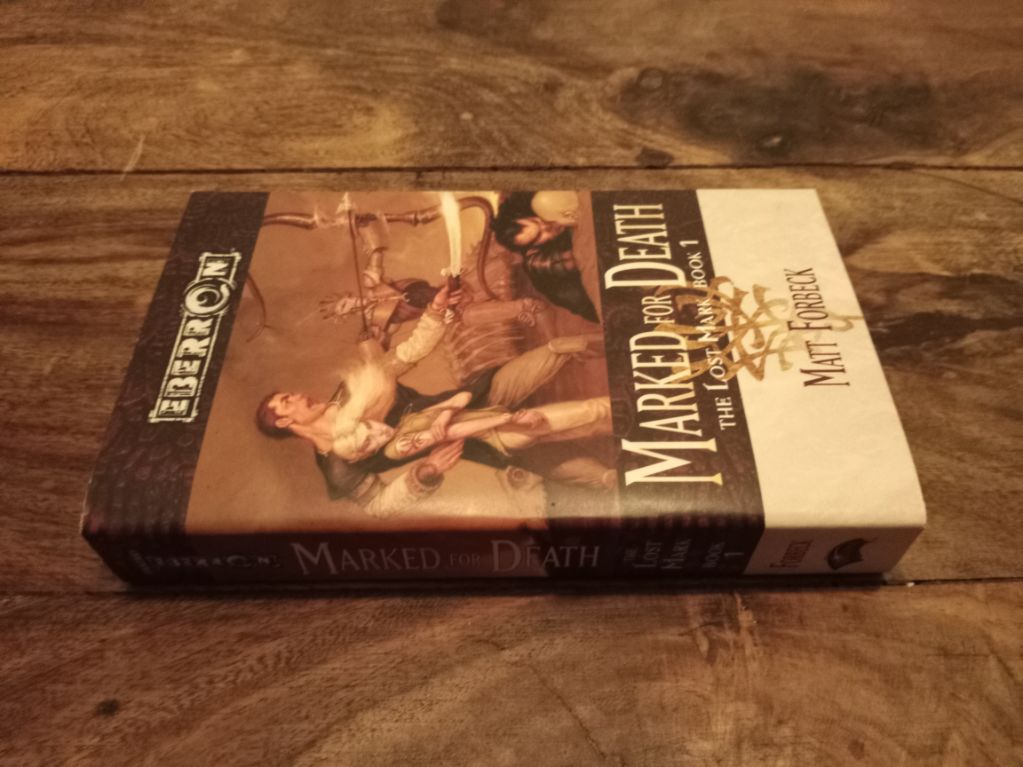 EBERRON
MARKED FOR DEATH
THE LOST MARK BOOK 1
MATT FORBECK
EBERRON
MARKED FOR DEATH
THE
LOST
MARK
BOOK
1
FORBECK